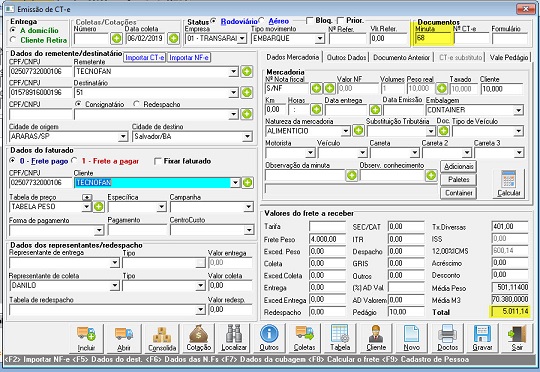 Emissão de CT-e
Entrega
A domicílio
Cliente Retira
Coletas/Cotações
Número
Data coleta
06/02/2019
Status
Rodoviário
Aéreo
Bloq.
Prior.
Empresa
01 - TRANSARAI
Tipo movimento
EMBARQUE
Nº Refer.
Vlr.Refer.
0,00
Documentos
Minuta
68
Nº CT-e
Formulário
Dados do remetente/destinatário
Importar CT-e
Importar NF-e
CPF/CNPJ
Remetente
02507732000106
TECNOFAN
CPF/CNPJ
Destinatário
01578916000196
51
CPF/CNPJ
Consignatário
Redespacho
Cidade de origem
Cidade de destino
ARARAS/SP
Salvador/BA
Dados do faturado
0 - Frete pago
1 - Frete a pagar
Fixar faturado
CPF/CNPJ
Cliente
02507732000106
TECNOFAN
Tabela de preço
Específica
Campanha
TABELA PESO
Forma de pagamento
Pagamento
CentroCusto
Dados dos representantes/redespacho
Representante de entrega
Tipo
Valor entrega
0,00
Representante de coleta
Tipo
Valor coleta
DANILO
0,00
Tabela de redespacho
Valor redesp.
0,00
Dados Mercadoria
Outros Dados
Documento Anterior
CT-e substituto
Vale Pedágio
Mercadoria
Nº Nota fiscal
Valor NF
Volumes
Peso real
Taxado
Cliente
S/NF
0,00
1
10,000
10,000
Km
Horas
Data entrega
Data Emissão
Embalagem
0,00
:
CONTAINER
Natureza da mercadoria
Substituição Tributária
Doc.
Tipo de Veículo
ALIMENTICIO
Motorista
Veículo
Carreta
Carreta 2
Carreta 3
Observação da minuta
Observ. conhecimento
Adicionais
Paletes
Container
Calcular
Valores do frete a receber
Tarifa
SEC/CAT
0,00
Tx.Diversas
401,00
Frete Peso
4.000,00
ITR
0,00
ISS
0,00
Exced. Peso
0,00
Despacho
0,00
12,00%ICMS
600,14
Coleta
0,00
GRIS
0,00
Acréscimo
0,00
Exced.Coleta
0,00
Outros
0,00
Desconto
0,00
Entrega
0,00
(%) AD Val.
0,00
Média Peso
501,11400
Exced.Entrega
0,00
AD Valorem
0,00
Média M3
70.380,0000
Redespacho
0,00
Pedágio
10,00
Total
5.011,14
Incluir
Abrir
Consolida
Cotação
Localizar
Outros
Coletas
Tabela
Cliente
Novo
Doctos
Gravar
Sair
<F2> Importar NF-e <F5> Dados do dest. <F6> Dados das N.Fs <F7> Dados da cubagem <F8> Calcular o frete <F9> Cadastro de Pessoa